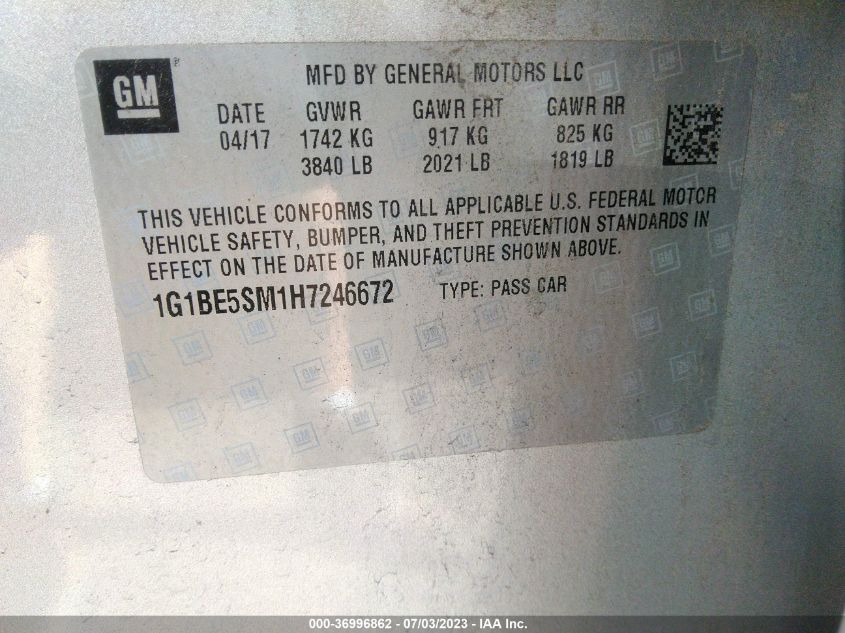 GM ®
MFD BY GENERAL MOTORS LLC
DATE GVWR GAWR FRT GAWR RR
04/17 1742 KG 917 KG 825 KG
3840 LB 2021 LB 1819 LB
THIS VEHICLE CONFORMS TO ALL APPLICABLE U.S. FEDERAL MOTOR
VEHICLE SAFETY, BUMPER, AND THEFT PREVENTION STANDARDS IN
EFFECT ON THE DATE OF MANUFACTURE SHOWN ABOVE.
1G1BE5SM1H7246672 TYPE: PASS CAR
000-36996862 - 07/03/2023 - IAA Inc.